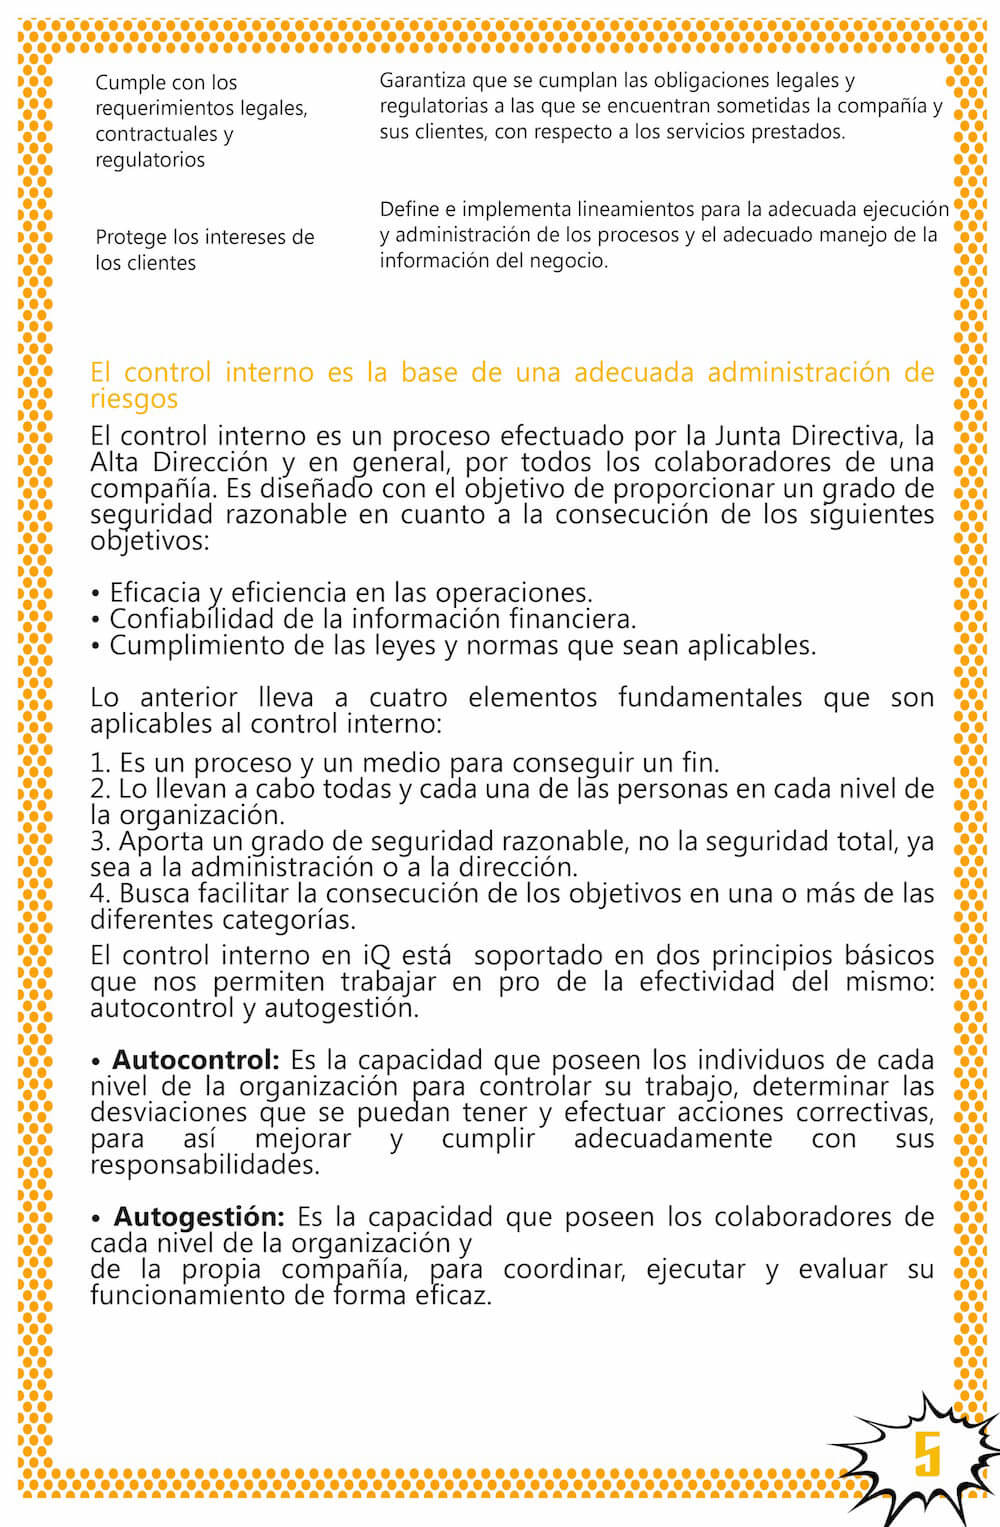 Cumple con los
requerimientos legales,
contractuales y
regulatorios
Garantiza que se cumplan las obligaciones legales y
regulatorias a las que se encuentran sometidas la compañía y
sus clientes, con respecto a los servicios prestados.
Protege los intereses de
los clientes
Define e implementa lineamientos para la adecuada ejecución
y administración de los procesos y el adecuado manejo de la
información del negocio.
El control interno es la base de una adecuada administración de
riesgos
El control interno es un proceso efectuado por la Junta Directiva, la
Alta Dirección y en general, por todos los colaboradores de una
compañía. Es diseñado con el objetivo de proporcionar un grado de
seguridad razonable en cuanto a la consecución de los siguientes
objetivos:
• Eficacia y eficiencia en las operaciones.
• Confiabilidad de la información financiera.
• Cumplimiento de las leyes y normas que sean aplicables.
Lo anterior lleva a cuatro elementos fundamentales que son
aplicables al control interno:
1. Es un proceso y un medio para conseguir un fin.
2. Lo llevan a cabo todas y cada una de las personas en cada nivel de
la organización.
3. Aporta un grado de seguridad razonable, no la seguridad total, ya
sea a la administración o a la dirección.
4. Busca facilitar la consecución de los objetivos en una o más de las
diferentes categorías.
El control interno en iQ está  soportado en dos principios básicos
que nos permiten trabajar en pro de la efectividad del mismo:
autocontrol y autogestión.
• Autocontrol: Es la capacidad que poseen los individuos de cada
nivel de la organización para controlar su trabajo, determinar las
desviaciones que se puedan tener y efectuar acciones correctivas,
para así mejorar y cumplir adecuadamente con sus
responsabilidades.
• Autogestión: Es la capacidad que poseen los colaboradores de
cada nivel de la organización y
de la propia compañía, para coordinar, ejecutar y evaluar su
funcionamiento de forma eficaz.
5